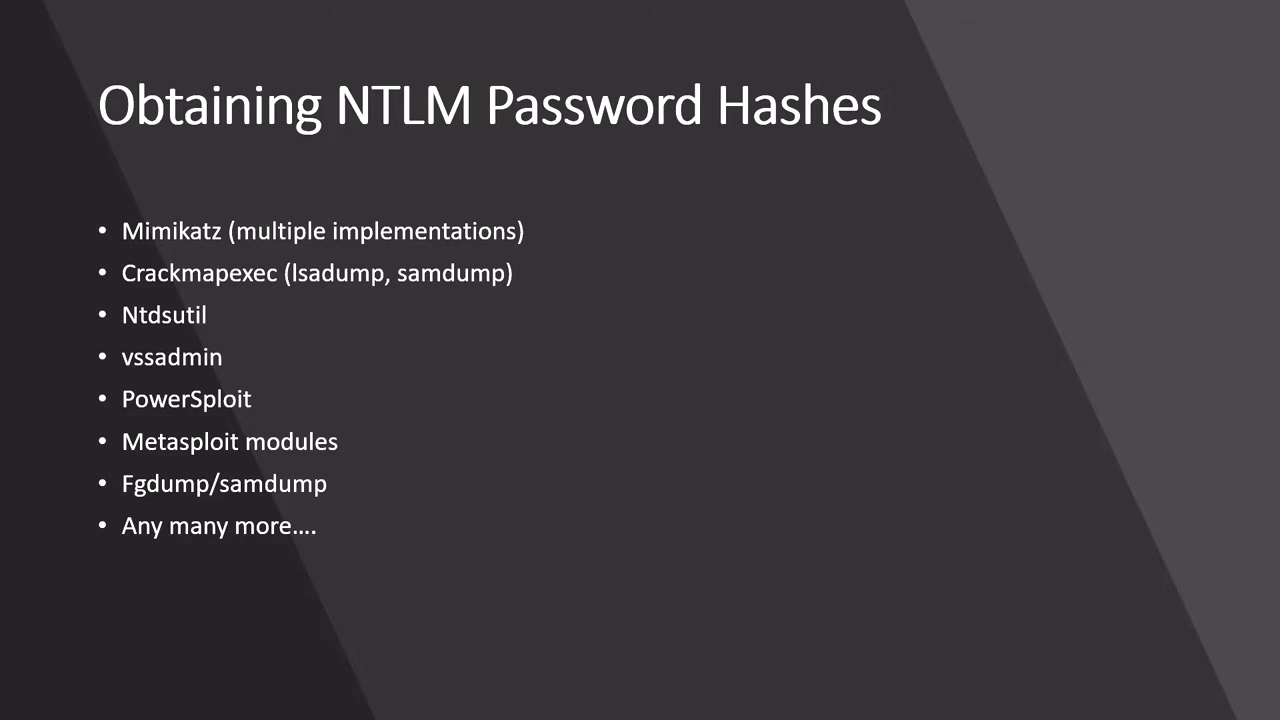 Obtaining NTLM Password Hashes
• Mimikatz (multiple implementations)
• Crackmapexec (lsadump, samdump)
• Ntdsutil
• vssadmin
• PowerSploit
• Metasploit modules
• Fgdump/samdump
• Any many more....